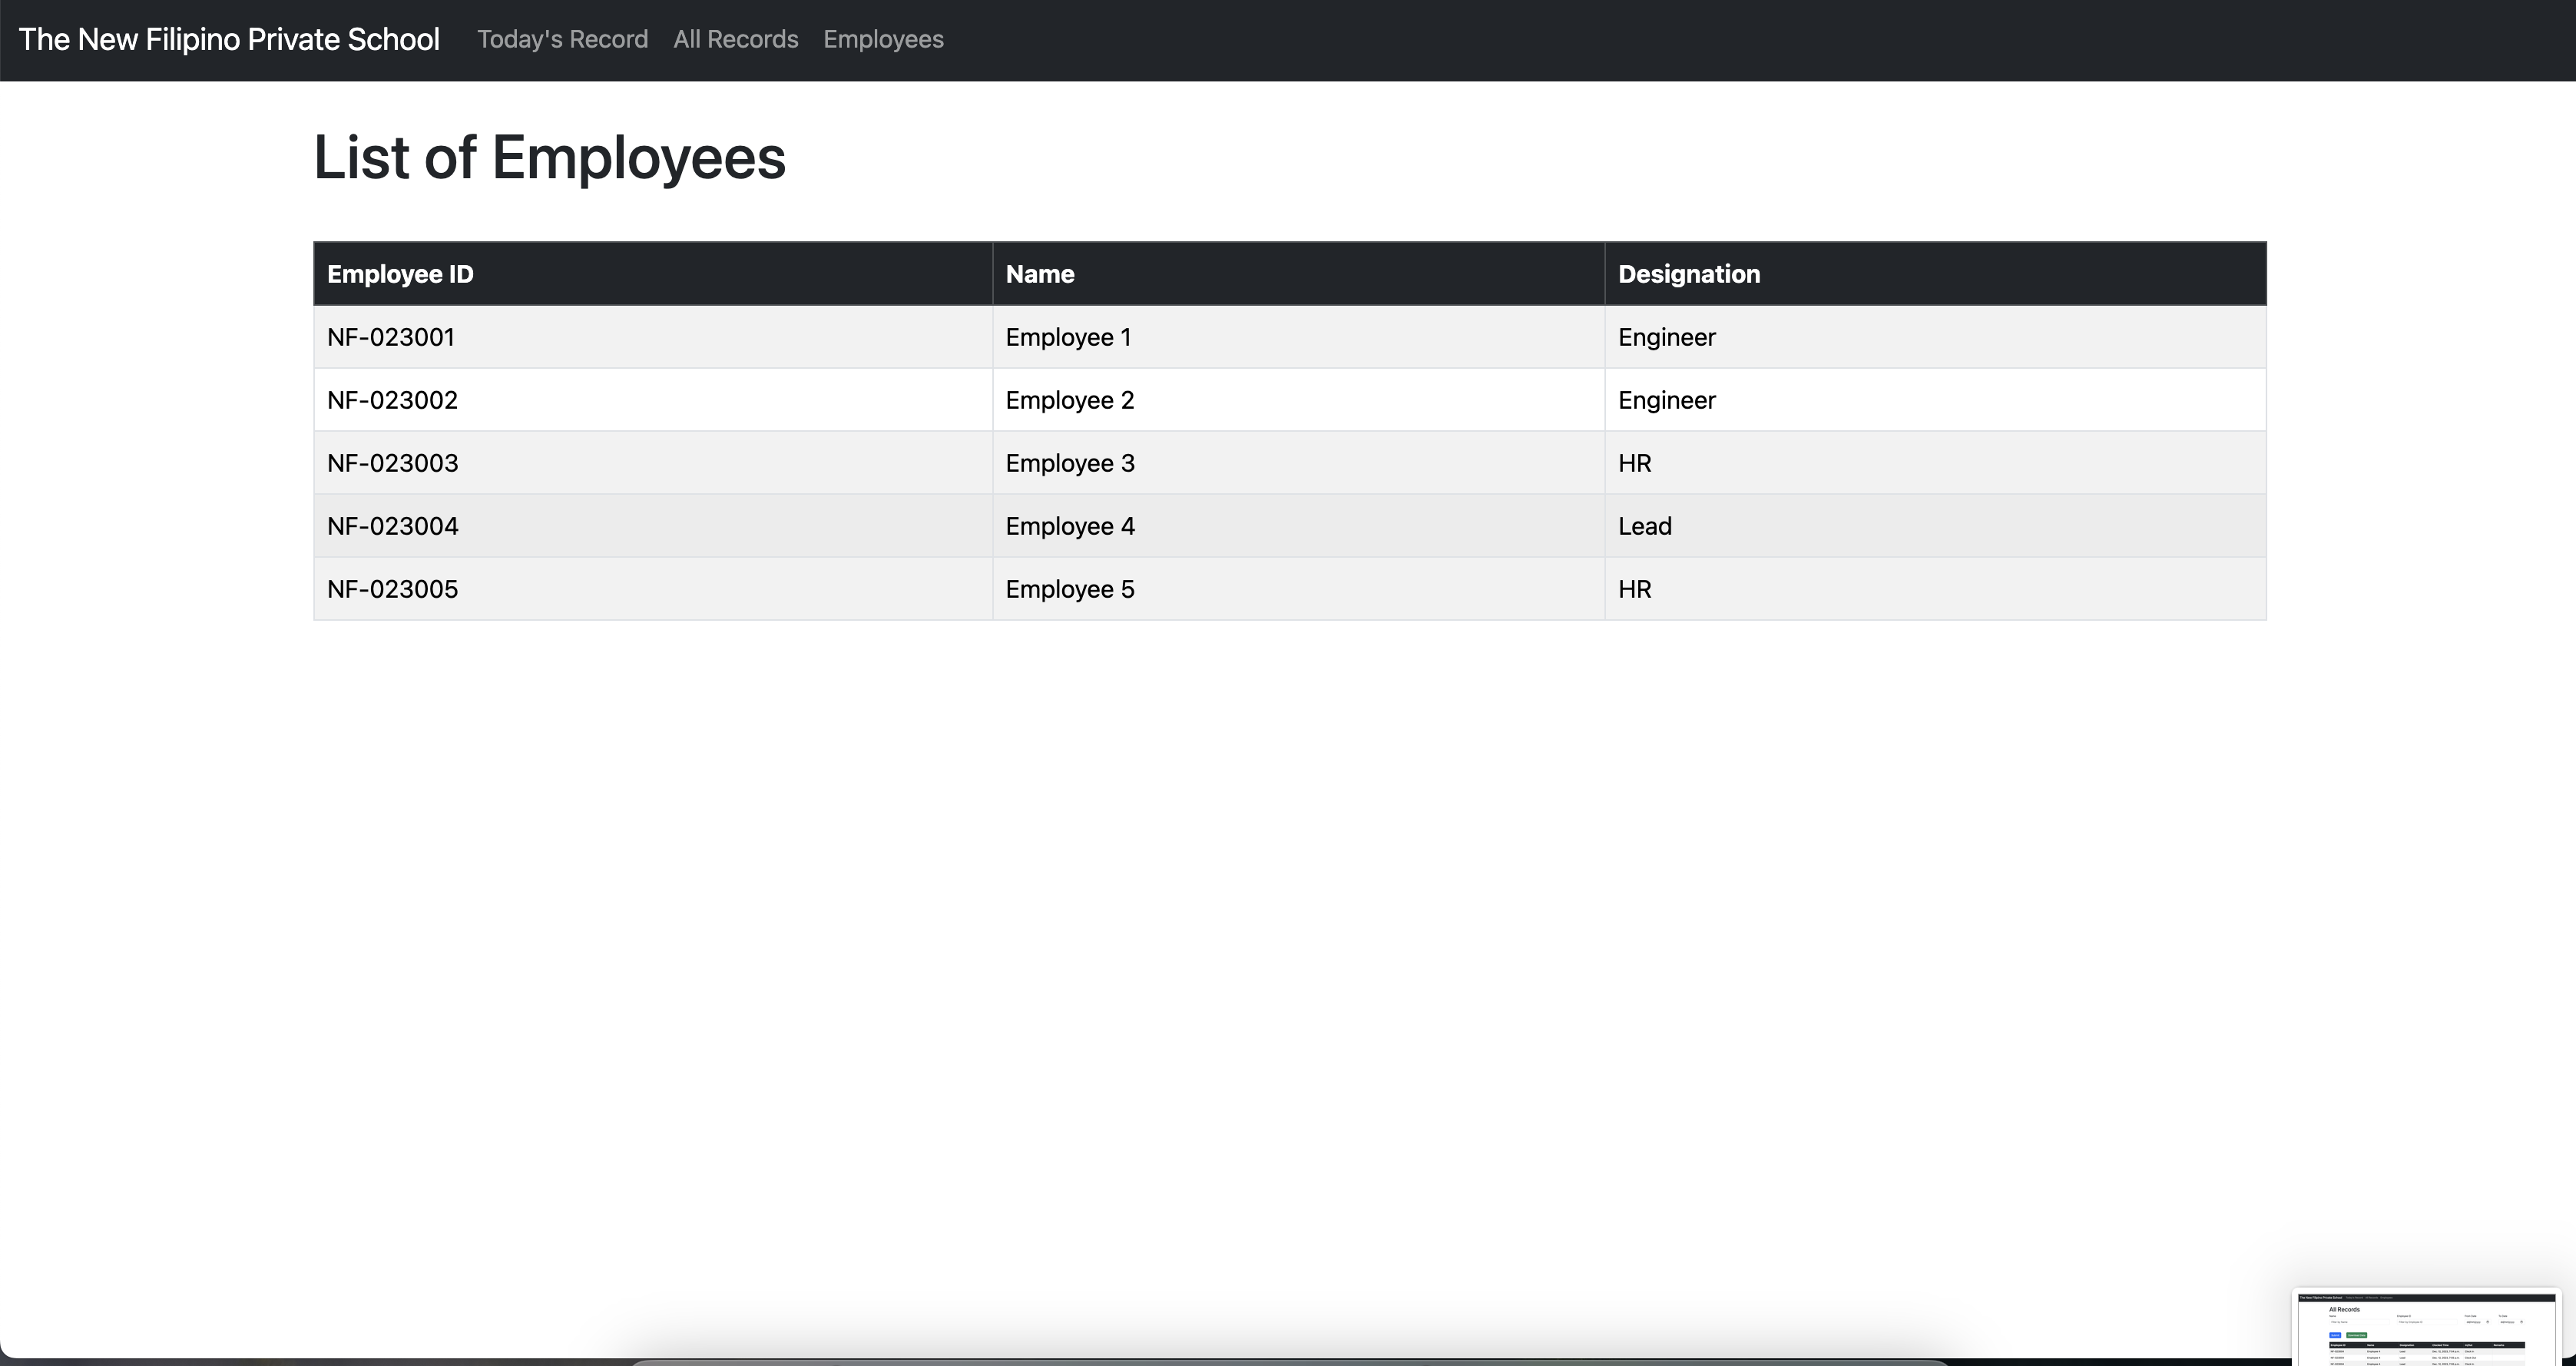 The New Filipino Private School Today's Record All Records Employees
List of Employees
Employee ID Name Designation
NF-023001 Employee 1 Engineer
NF-023002 Employee 2 Engineer
NF-023003 Employee 3 HR
NF-023004 Employee 4 Lead
NF-023005 Employee 5 HR
All Records